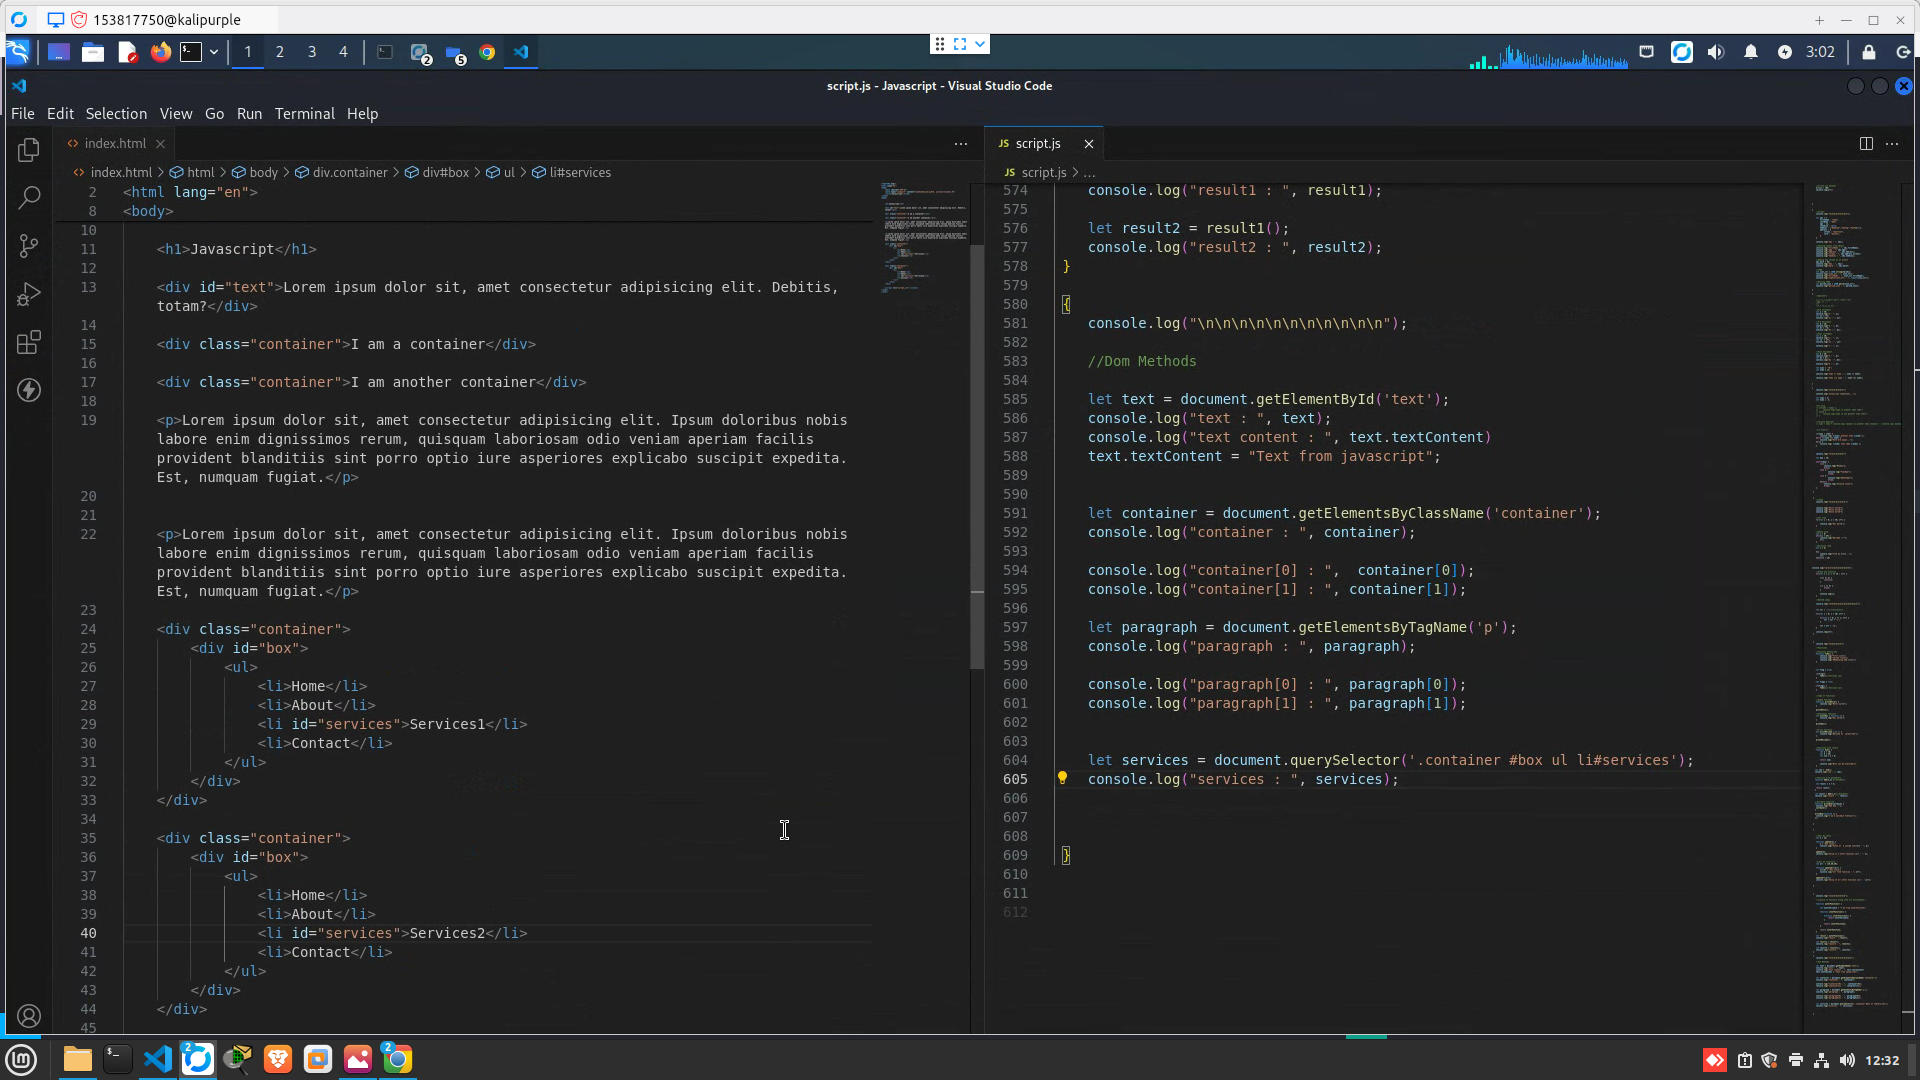 153817750@kalipurple
1 2 3 4
2
5
3:02
script.js - Javascript - Visual Studio Code
File Edit Selection View Go Run Terminal Help
index.html
index.html > html > body > div.container > div#box > ul > li#services
2 <html lang="en">
8 <body>
10
11 <h1>Javascript</h1>
12
13 <div id="text">Lorem ipsum dolor sit, amet consectetur adipisicing elit. Debitis,
totam?</div>
14
15 <div class="container">I am a container</div>
16
17 <div class="container">I am another container</div>
18
19 <p>Lorem ipsum dolor sit, amet consectetur adipisicing elit. Ipsum doloribus nobis
labore enim dignissimos rerum, quisquam laboriosam odio veniam aperiam facilis
provident blanditiis sint porro optio iure asperiores explicabo suscipit expedita.
Est, numquam fugiat.</p>
20
21
22 <p>Lorem ipsum dolor sit, amet consectetur adipisicing elit. Ipsum doloribus nobis
labore enim dignissimos rerum, quisquam laboriosam odio veniam aperiam facilis
provident blanditiis sint porro optio iure asperiores explicabo suscipit expedita.
Est, numquam fugiat.</p>
23
24 <div class="container">
25 <div id="box">
26 <ul>
27 <li>Home</li>
28 <li>About</li>
29 <li id="services">Services1</li>
30 <li>Contact</li>
31 </ul>
32 </div>
33 </div>
34
35 <div class="container">
36 <div id="box">
37 <ul>
38 <li>Home</li>
39 <li>About</li>
40 <li id="services">Services2</li>
41 <li>Contact</li>
42 </ul>
43 </div>
44 </div>
45
JS script.js
JS script.js > ...
574 console.log("result1 : ", result1);
575
576 let result2 = result1();
577 console.log("result2 : ", result2);
578 }
579
580 {
581 console.log("\n\n\n\n\n\n\n\n\n\n\n");
582
583 //Dom Methods
584
585 let text = document.getElementById('text');
586 console.log("text : ", text);
587 console.log("text content : ", text.textContent)
588 text.textContent = "Text from javascript";
589
590
591 let container = document.getElementsByClassName('container');
592 console.log("container : ", container);
593
594 console.log("container[0] : ",  container[0]);
595 console.log("container[1] : ", container[1]);
596
597 let paragraph = document.getElementsByTagName('p');
598 console.log("paragraph : ", paragraph);
599
600 console.log("paragraph[0] : ", paragraph[0]);
601 console.log("paragraph[1] : ", paragraph[1]);
602
603
604 let services = document.querySelector('.container #box ul li#services');
605 console.log("services : ", services);
606
607
608
609 }
610
611
612
2
2
12:32